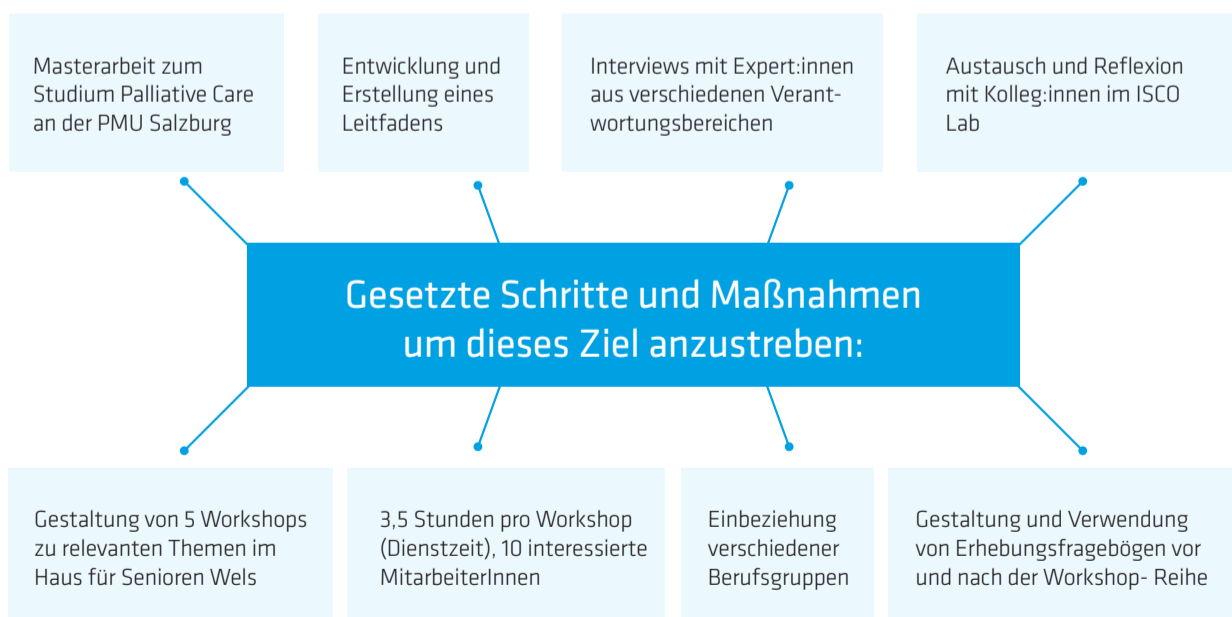 Masterarbeit zum
Studium Palliative Care
an der PMU Salzburg
Entwicklung und
Erstellung eines
Leitfadens
Interviews mit Expert:innen
aus verschiedenen Verant-
wortungsbereichen
Austausch und Reflexion
mit Kolleg:innen im ISCO
Lab
Gesetzte Schritte und Maßnahmen
um dieses Ziel anzustreben:
Gestaltung von 5 Workshops
zu relevanten Themen im
Haus für Senioren Wels
3,5 Stunden pro Workshop
(Dienstzeit), 10 interessierte
MitarbeiterInnen
Einbeziehung
verschiedener
Berufsgruppen
Gestaltung und Verwendung
von Erhebungsfragebögen vor
und nach der Workshop- Reihe